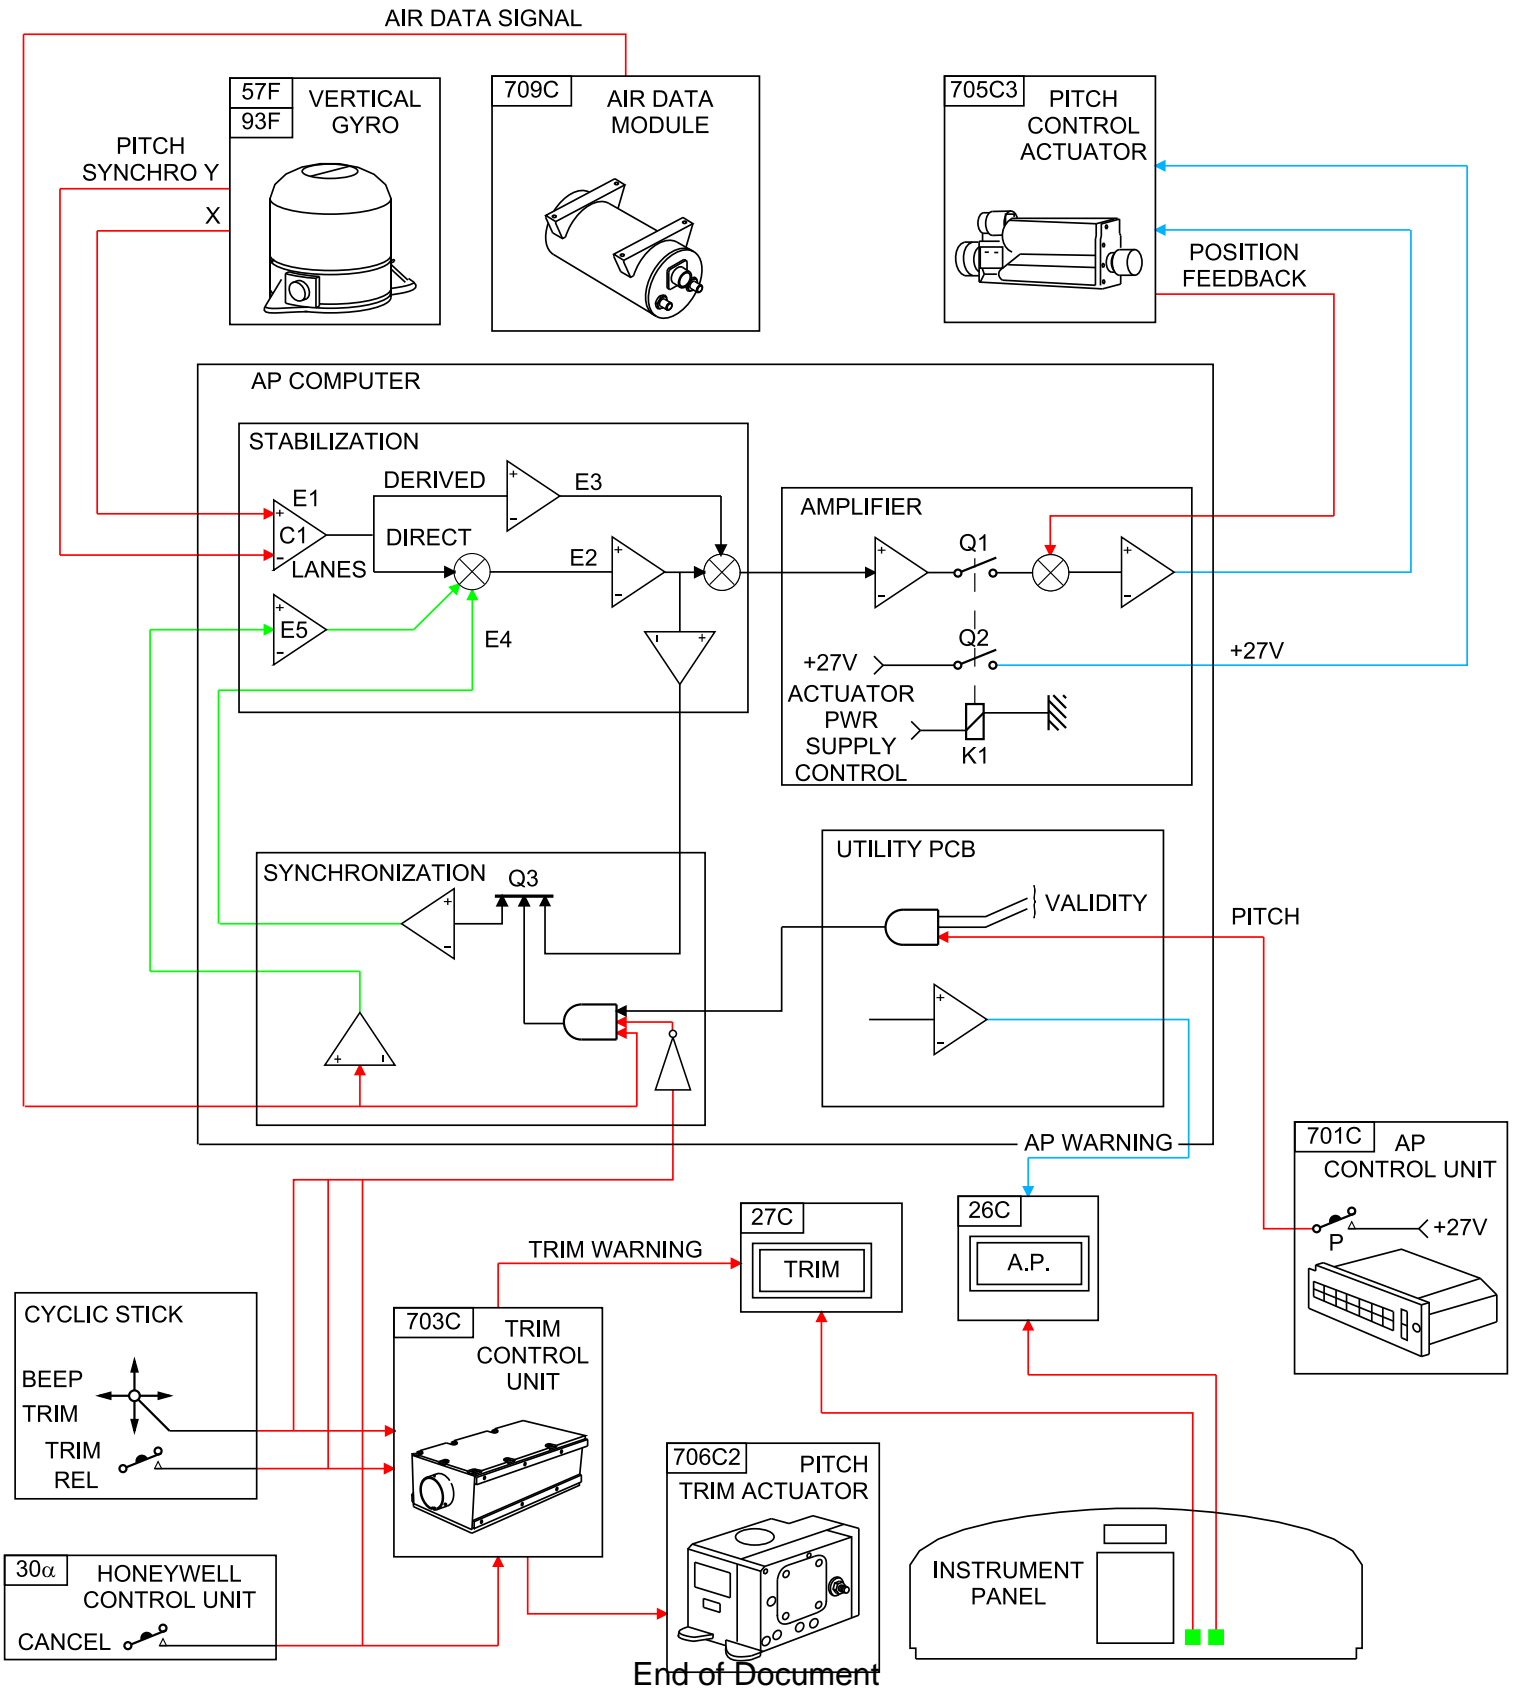 AIR DATA SIGNAL
57F
93F
VERTICAL
GYRO
709C
AIR DATA
MODULE
705C3
PITCH
CONTROL
ACTUATOR
PITCH
SYNCHRO Y
X
POSITION
FEEDBACK
AP COMPUTER
STABILIZATION
DERIVED
E3
E1
+
C1
-
DIRECT
LANES
E2
+
-
+
-
+
E5
-
E4
- +
AMPLIFIER
Q1
+
-
+
-
Q2
+27V
+27V
ACTUATOR
PWR
SUPPLY
CONTROL
K1
SYNCHRONIZATION
Q3
+
-
+ -
UTILITY PCB
VALIDITY
+
-
PITCH
AP WARNING
701C
AP
CONTROL UNIT
+27V
P
27C
TRIM
26C
A.P.
TRIM WARNING
CYCLIC STICK
BEEP
TRIM
TRIM
REL
703C
TRIM
CONTROL
UNIT
706C2
PITCH
TRIM ACTUATOR
30α
HONEYWELL
CONTROL UNIT
CANCEL
INSTRUMENT
PANEL
End of Document